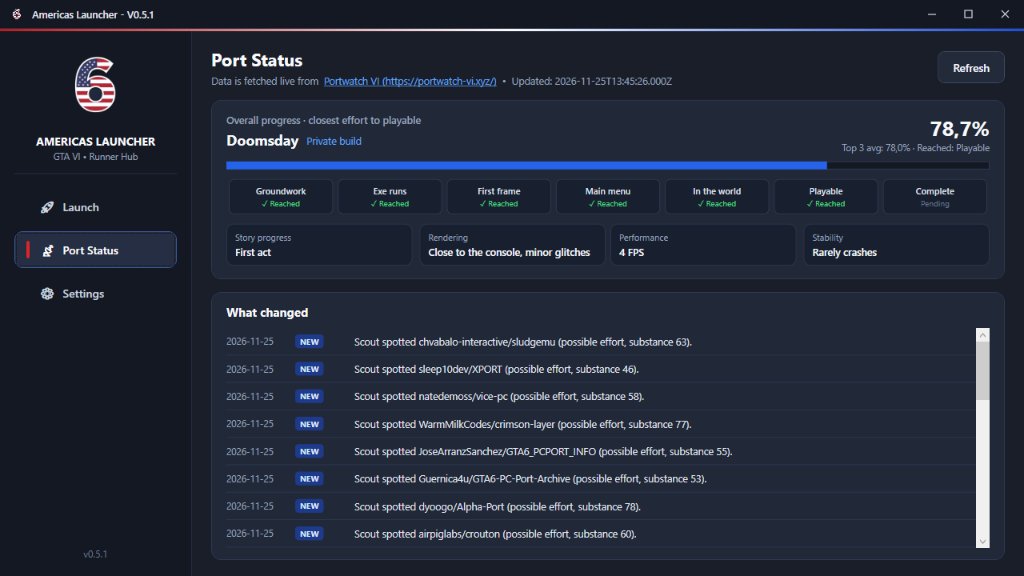 Americas Launcher - V0.5.1
6
AMERICAS LAUNCHER
GTA VI • Runner Hub
Launch
Port Status
Settings
v0.5.1
Port Status
Data is fetched live from Portwatch VI (https://portwatch-vi.xyz/) • Updated: 2026-11-25T13:45:26.000Z
Refresh
Overall progress · closest effort to playable
Doomsday Private build
78,7%
Top 3 avg: 78,0% · Reached: Playable
Groundwork
✓ Reached
Exe runs
✓ Reached
First frame
✓ Reached
Main menu
✓ Reached
In the world
✓ Reached
Playable
✓ Reached
Complete
Pending
Story progress
First act
Rendering
Close to the console, minor glitches
Performance
4 FPS
Stability
Rarely crashes
What changed
2026-11-25 NEW Scout spotted chvabalo-interactive/sludgemu (possible effort, substance 63).
2026-11-25 NEW Scout spotted sleep10dev/XPORT (possible effort, substance 46).
2026-11-25 NEW Scout spotted natedemoss/vice-pc (possible effort, substance 58).
2026-11-25 NEW Scout spotted WarmMilkCodes/crimson-layer (possible effort, substance 77).
2026-11-25 NEW Scout spotted JoseArranzSanchez/GTA6_PCPORT_INFO (possible effort, substance 55).
2026-11-25 NEW Scout spotted Guernica4u/GTA6-PC-Port-Archive (possible effort, substance 53).
2026-11-25 NEW Scout spotted dyoogo/Alpha-Port (possible effort, substance 78).
2026-11-25 NEW Scout spotted airpiglabs/crouton (possible effort, substance 60).